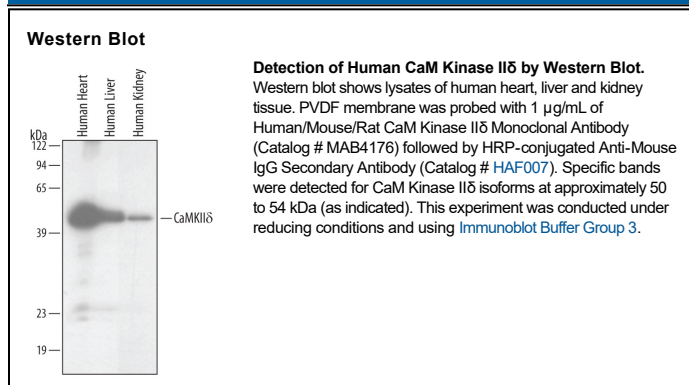 Western Blot
Human Heart
Human Liver
Human Kidney
kDa
122
94
65
39
23
19
CaMKIIδ
Detection of Human CaM Kinase IIδ by Western Blot.
Western blot shows lysates of human heart, liver and kidney
tissue. PVDF membrane was probed with 1 µg/mL of
Human/Mouse/Rat CaM Kinase IIδ Monoclonal Antibody
(Catalog # MAB4176) followed by HRP-conjugated Anti-Mouse
IgG Secondary Antibody (Catalog # HAF007). Specific bands
were detected for CaM Kinase IIδ isoforms at approximately 50
to 54 kDa (as indicated). This experiment was conducted under
reducing conditions and using Immunoblot Buffer Group 3.